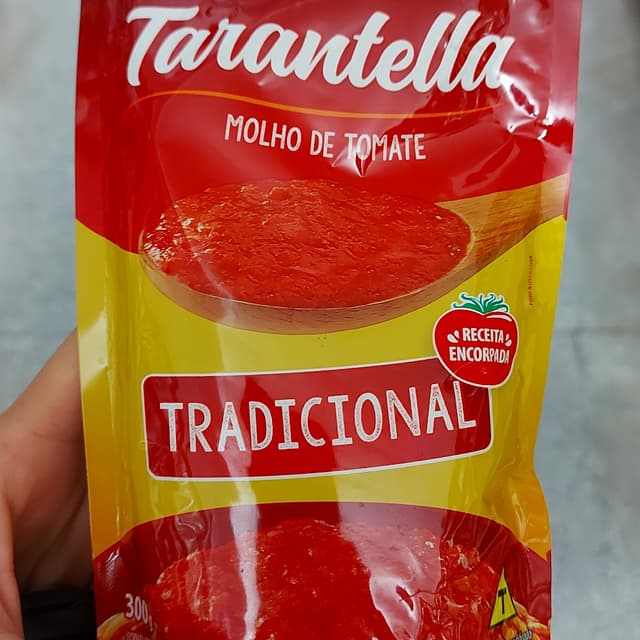 Tarantella
MOLHO DE TOMATE
RECEITA
ENCORPADA
TRADICIONAL
300g
T